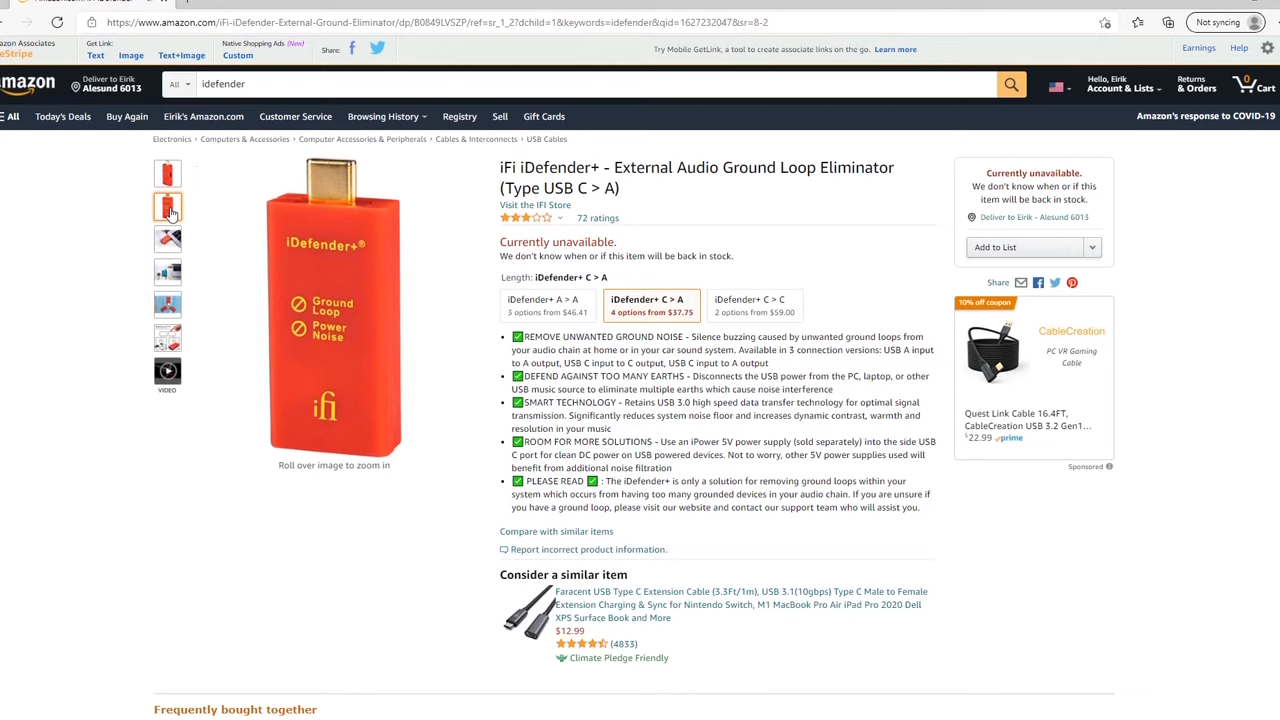 https://www.amazon.com/iFi-iDefender-External-Ground-Eliminator/dp/B0849LVSZP/ref=sr_1_2?dchild=1&keywords=idefender&qid=1627232047&sr=8-2
Not syncing
Associates
Get Link:
Text Image Text+Image
Native Shopping Ads (New)
Custom
Share:
Try Mobile GetLink, a tool to create associate links on the go. Learn more
Earnings Help
Deliver to Eirik
Alesund 6013
All
idefender
Hello, Eirik
Account & Lists
Returns
& Orders
0
Cart
All
Today's Deals
Buy Again
Eirik's Amazon.com
Customer Service
Browsing History
Registry
Sell
Gift Cards
Amazon's response to COVID-19
Electronics › Computers & Accessories › Computer Accessories & Peripherals › Cables & Interconnects › USB Cables
VIDEO
iDefender+®
Ground
Loop
Power
Noise
ifi
Roll over image to zoom in
iFi iDefender+ - External Audio Ground Loop Eliminator
(Type USB C > A)
Visit the IFI Store
72 ratings
Currently unavailable.
We don't know when or if this item will be back in stock.
Length: iDefender+ C > A
iDefender+ A > A
3 options from $46.41
iDefender+ C > A
4 options from $37.75
iDefender+ C > C
2 options from $59.00
• ✅REMOVE UNWANTED GROUND NOISE - Silence buzzing caused by unwanted ground loops from
your audio chain at home or in your car sound system. Available in 3 connection versions: USB A input
to A output, USB C input to C output, USB C input to A output
• ✅DEFEND AGAINST TOO MANY EARTHS - Disconnects the USB power from the PC, laptop, or other
USB music source to eliminate multiple earths which cause noise interference
• ✅SMART TECHNOLOGY - Retains USB 3.0 high speed data transfer technology for optimal signal
transmission. Significantly reduces system noise floor and increases dynamic contrast, warmth and
resolution in your music
• ✅ROOM FOR MORE SOLUTIONS - Use an iPower 5V power supply (sold separately) into the side USB
C port for clean DC power on USB powered devices. Not to worry, other 5V power supplies used will
benefit from additional noise filtration
• ✅ PLEASE READ ✅ : The iDefender+ is only a solution for removing ground loops within your
system which occurs from having too many grounded devices in your audio chain. If you are unsure if
you have a ground loop, please visit our website and contact our support team who will assist you.
Compare with similar items
Report incorrect product information.
Consider a similar item
Faracent USB Type C Extension Cable (3.3Ft/1m), USB 3.1(10gbps) Type C Male to Female
Extension Charging & Sync for Nintendo Switch, M1 MacBook Pro Air iPad Pro 2020 Dell
XPS Surface Book and More
$12.99
(4833)
Climate Pledge Friendly
Frequently bought together
Currently unavailable.
We don't know when or if this
item will be back in stock.
Deliver to Eirik - Alesund 6013
Add to List
Share
10% off coupon
CableCreation
PC VR Gaming
Cable
Quest Link Cable 16.4FT,
CableCreation USB 3.2 Gen1...
$22.99 prime
Sponsored